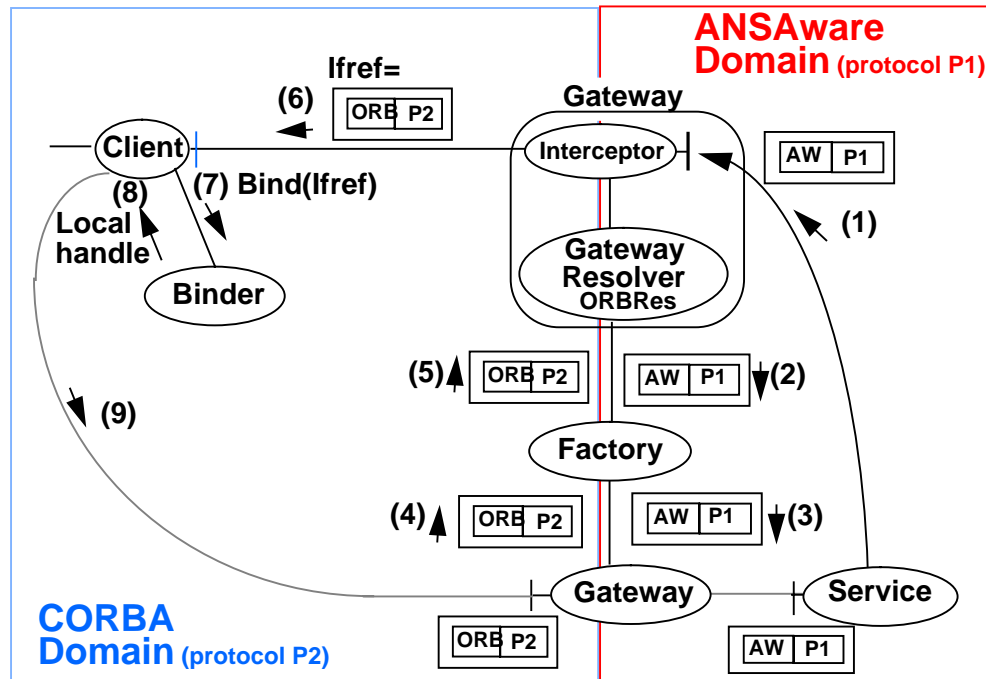 ANSAware
Domain (protocol P1)
Ifref=
(6)
ORB P2
Gateway
Client
Interceptor
AW P1
(8)
(7) Bind(Ifref)
Local
handle
(1)
Gateway
Resolver
ORBRes
Binder
(5)
ORB P2
AW P1
(2)
(9)
Factory
(4)
ORB P2
AW P1
(3)
Gateway
Service
CORBA
Domain (protocol P2)
ORB P2
AW P1